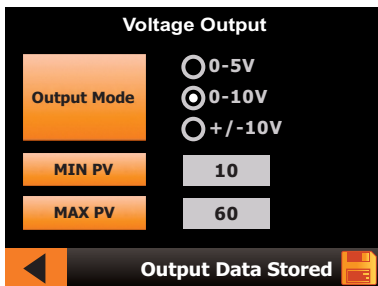 Voltage Output
Output Mode
0-5V
0-10V
+/-10V
MIN PV 10
MAX PV 60
Output Data Stored